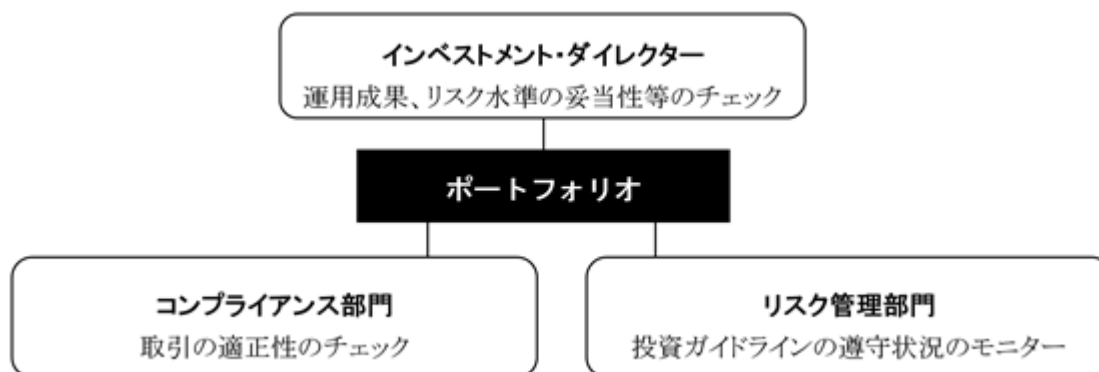 インベストメント・ダイレクター
運用成果、リスク水準の妥当性等のチェック
ポートフォリオ
コンプライアンス部門
取引の適正性のチェック
リスク管理部門
投資ガイドラインの遵守状況のモニター